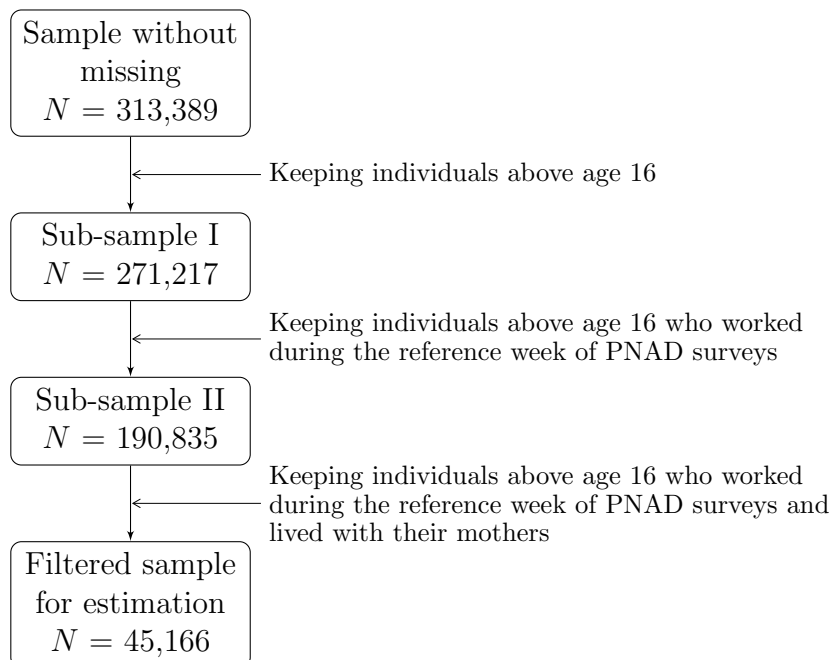 Sample without
missing
N = 313,389
Keeping individuals above age 16
Sub-sample I
N = 271,217
Keeping individuals above age 16 who worked
during the reference week of PNAD surveys
Sub-sample II
N = 190,835
Keeping individuals above age 16 who worked
during the reference week of PNAD surveys and
lived with their mothers
Filtered sample
for estimation
N = 45,166